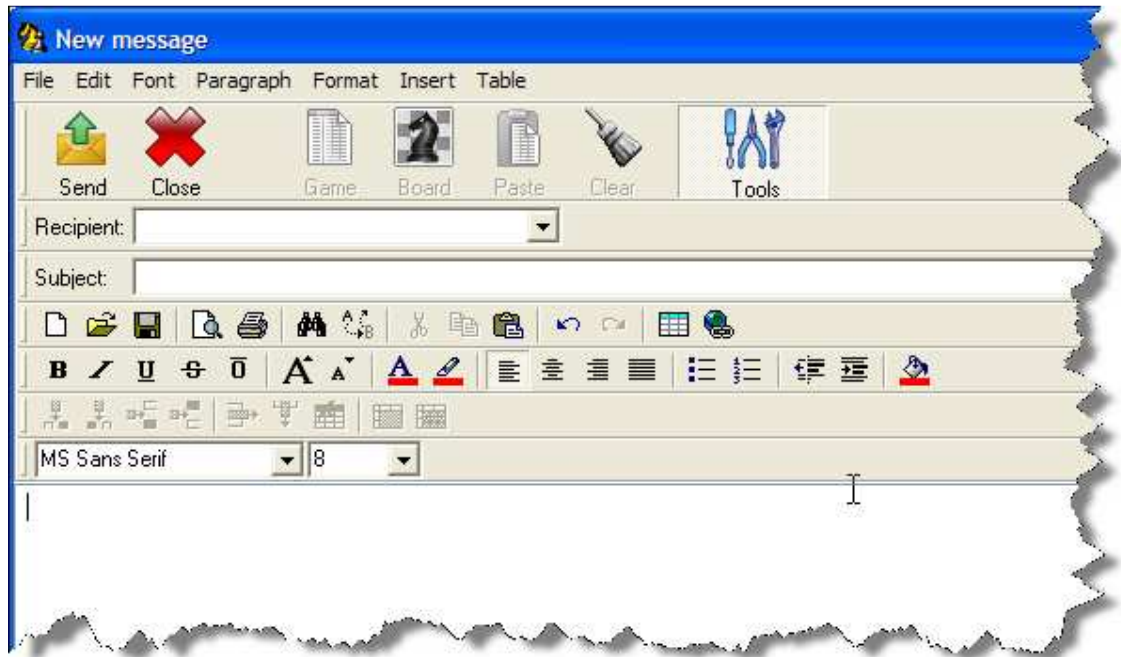 New message
File Edit Font Paragraph Format Insert Table
Send Close Game Board Paste Clear Tools
Recipient:
Subject:
MS Sans Serif 8